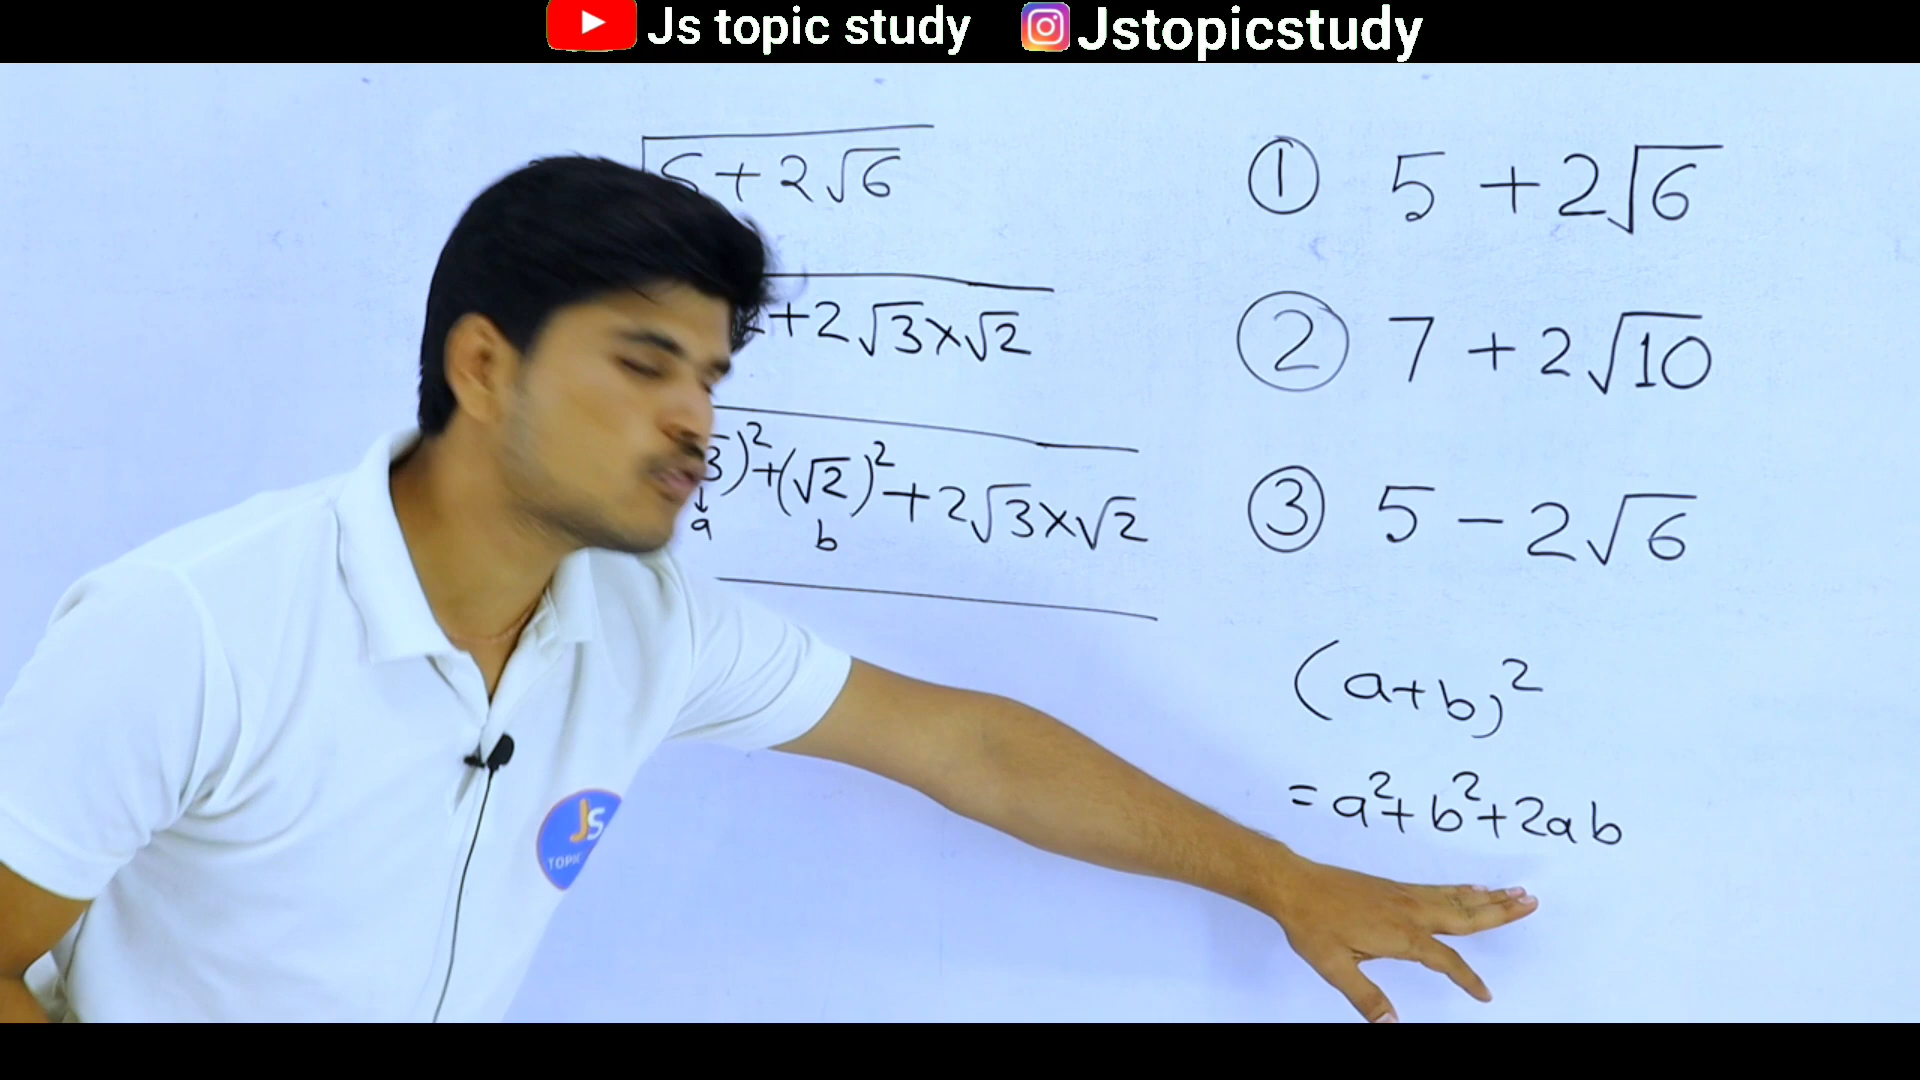 Js topic study Jstopicstudy
√5 + 2√6
+ 2√3 × √2
3)² + (√2)² + 2√3 × √2
a b
① 5 + 2√6
② 7 + 2√10
③ 5 - 2√6
(a+b)²
= a² + b² + 2ab
JS
TOPIC